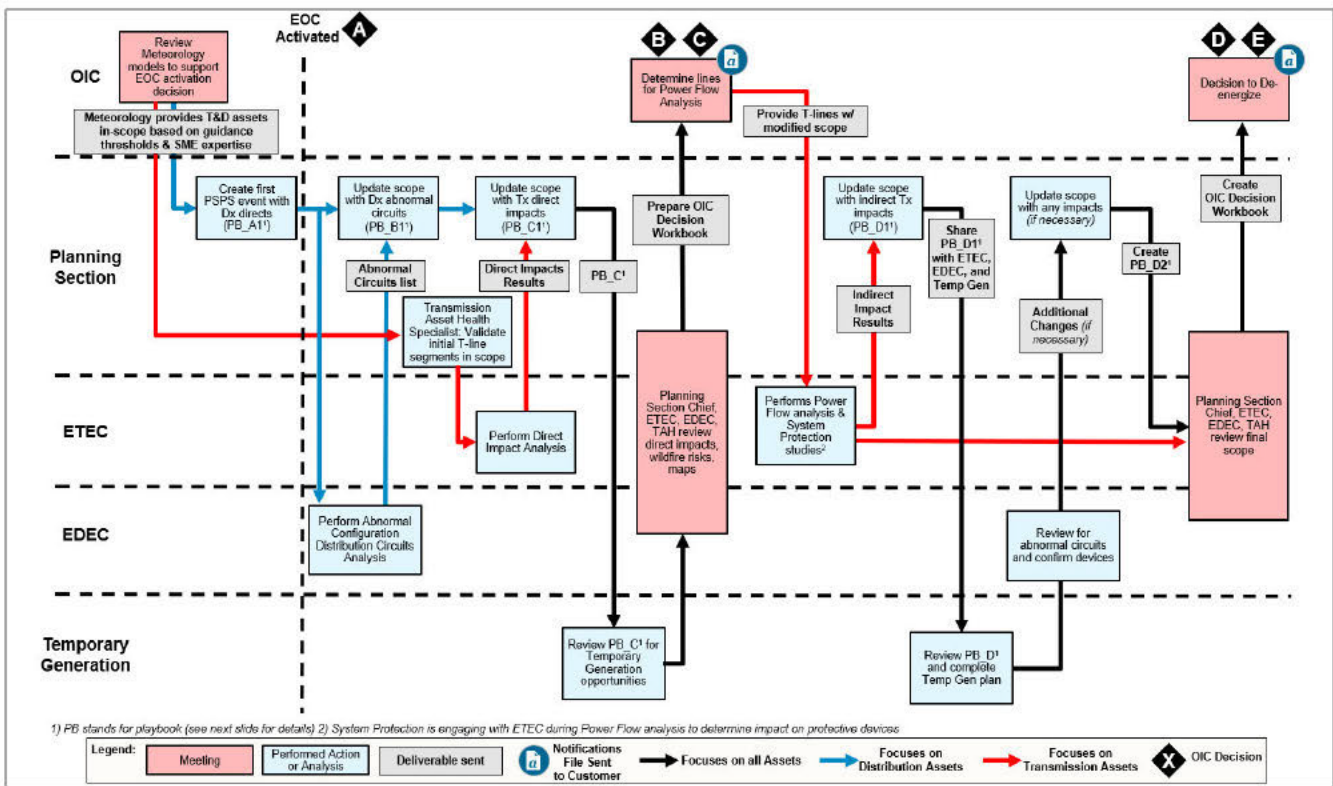 EOC
Activated
A
B
C
D
E
OIC
Review
Meteorology
models to support
EOC activation
decision
a
Determine lines
for Power Flow
Analysis
a
Decision to De-
energize
Meteorology provides T&D assets
in-scope based on guidance
thresholds & SME expertise
Provide T-lines w/
modified scope
Planning
Section
Create first
PSPS event with
Dx directs
(PB_A1¹)
Update scope
with Dx abnormal
circuits
(PB_B1¹)
Update scope
with Tx direct
impacts
(PB_C1¹)
Prepare OIC
Decision
Workbook
Update scope
with indirect Tx
impacts
(PB_D1¹)
Share
PB_D1¹
with ETEC,
EDEC, and
Temp Gen
Update scope
with any impacts
(if necessary)
Create
OIC Decision
Workbook
Create
PB_D2¹
Abnormal
Circuits list
Direct Impacts
Results
PB_C¹
Indirect
Impact
Results
Additional
Changes (if
necessary)
Transmission
Asset Health
Specialist: Validate
initial T-line
segments in scope
Planning
Section Chief,
ETEC, EDEC,
TAH review
direct impacts,
wildfire risks,
maps
Planning Section
Chief, ETEC,
EDEC, TAH
review final
scope
ETEC
Perform Direct
Impact Analysis
Performs Power
Flow analysis &
System
Protection
studies²
EDEC
Perform Abnormal
Configuration
Distribution Circuits
Analysis
Review for
abnormal circuits
and confirm devices
Temporary
Generation
Review PB_C¹ for
Temporary
Generation
opportunities
Review PB_D¹
and complete
Temp Gen plan
1) PB stands for playbook (see next slide for details) 2) System Protection is engaging with ETEC during Power Flow analysis to determine impact on protective devices
Legend:
Meeting
Performed Action
or Analysis
Deliverable sent
a
Notifications
File Sent
to Customer
Focuses on all Assets
Focuses on
Distribution Assets
Focuses on
Transmission Assets
X
OIC Decision